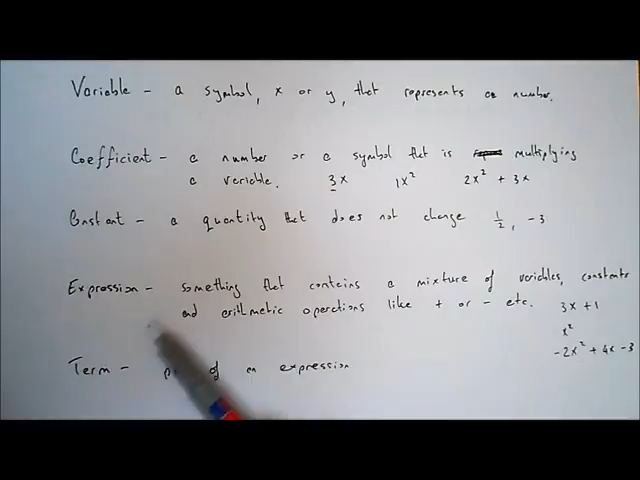 Variable - a symbol, x or y, that represents a number.
Coefficient - a number or a symbol that is multiplying
a variable. 3x 1x² 2x² + 3x
Constant - a quantity that does not change ½, -3
Expression - something that contains a mixture of variables, constants
and arithmetic operations like + or - etc. 3x + 1
x²
-2x² + 4x - 3
Term - of an expression